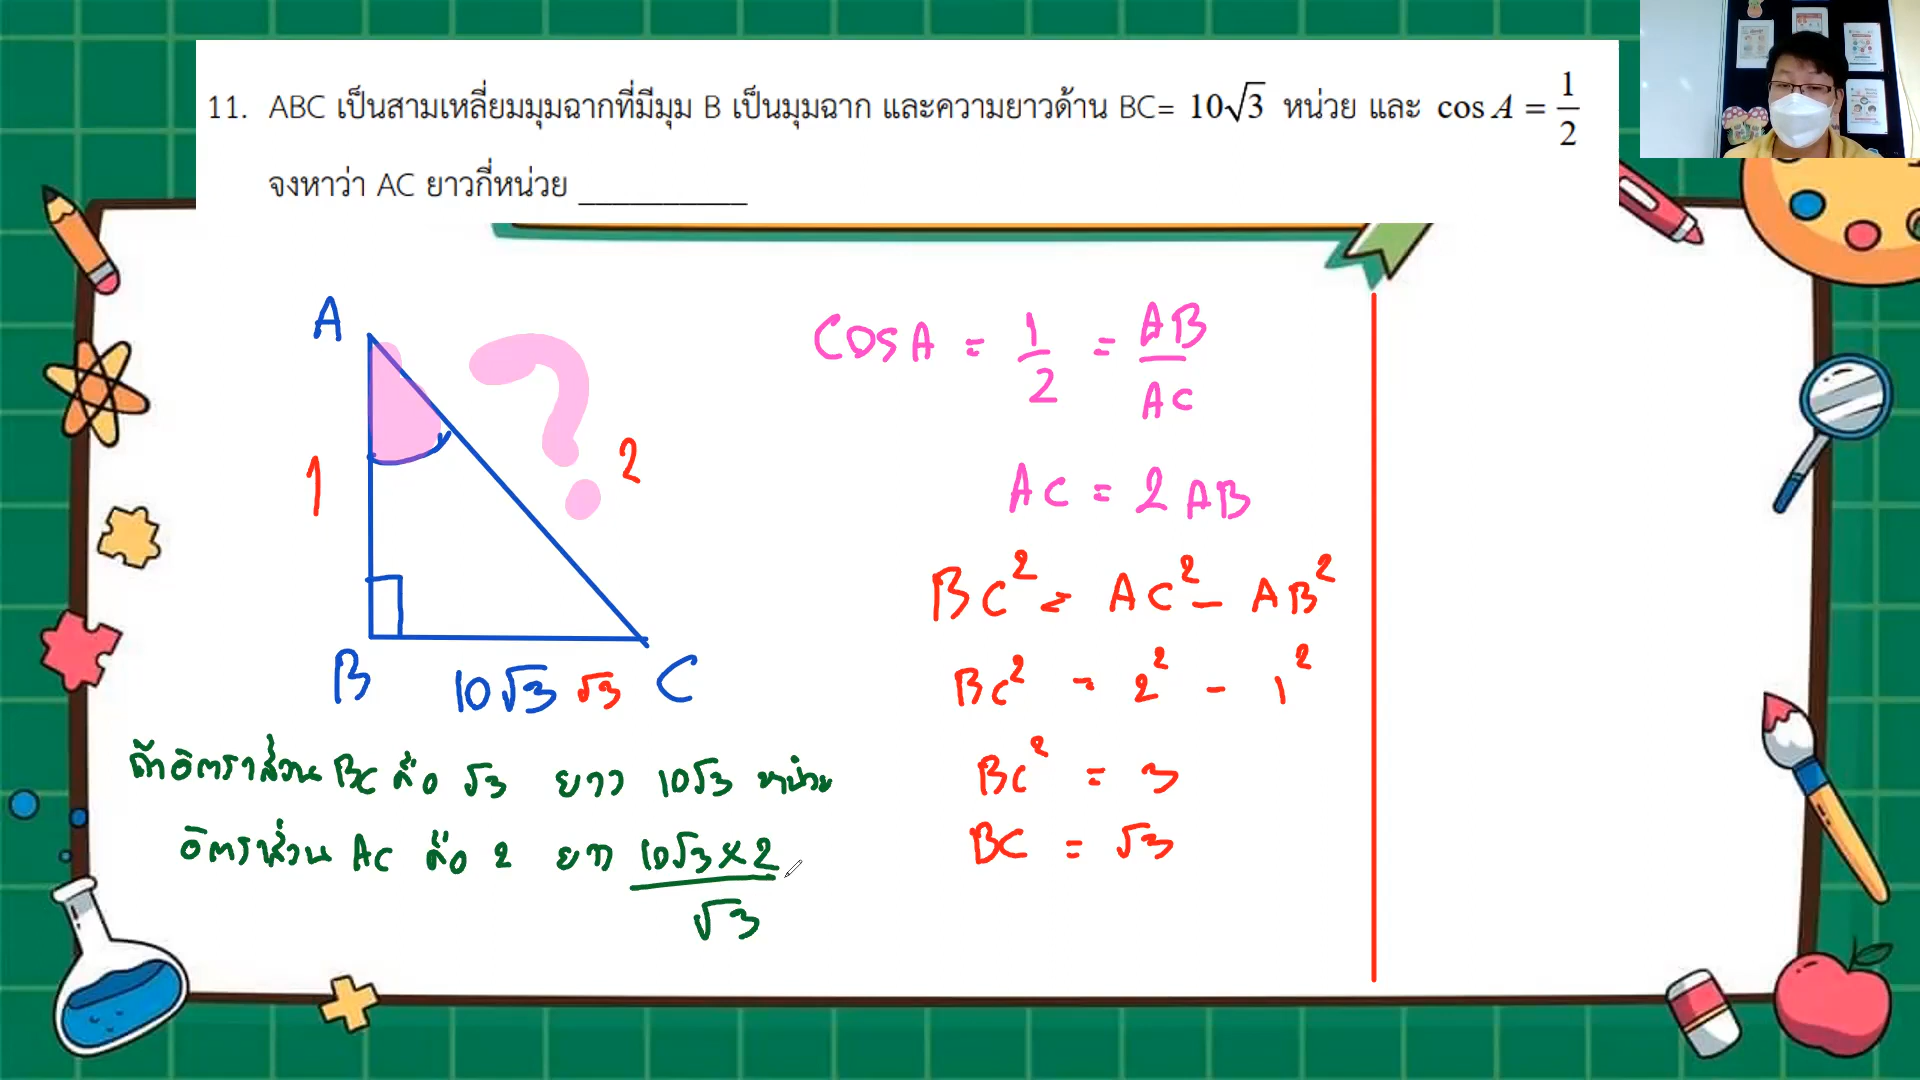 11. ABC เป็นสามเหลี่ยมมุมฉากที่มีมุม B เป็นมุมฉาก และความยาวด้าน BC= 10√3 หน่วย และ cos A = 1/2
จงหาว่า AC ยาวกี่หน่วย __________
A
1
2
?
B 10√3 √3 C
COSA = 1/2 = AB/AC
AC = 2AB
BC² = AC² - AB²
BC² = 2² - 1²
BC² = 3
BC = √3
ถ้าอัตราส่วน BC คือ √3 ยาว 10√3 หน่วย
อัตราส่วน AC คือ 2 ยาว 10√3×2/√3